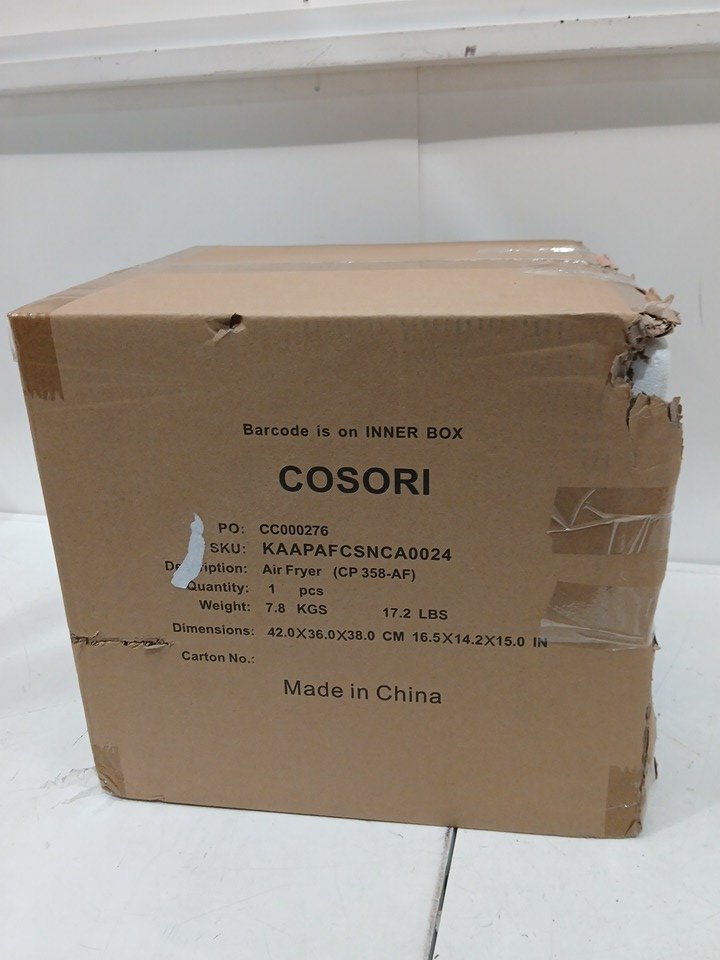 Barcode is on INNER BOX
COSORI
PO: CC000276
SKU: KAAPAFCSNCA0024
Air Fryer (CP 358-AF)
Quantity: 1 pcs
Weight: 7.8 KGS 17.2 LBS
Dimensions: 42.0X36.0X38.0 CM 16.5X14.2X15.0 IN
Carton No.:
Made in China